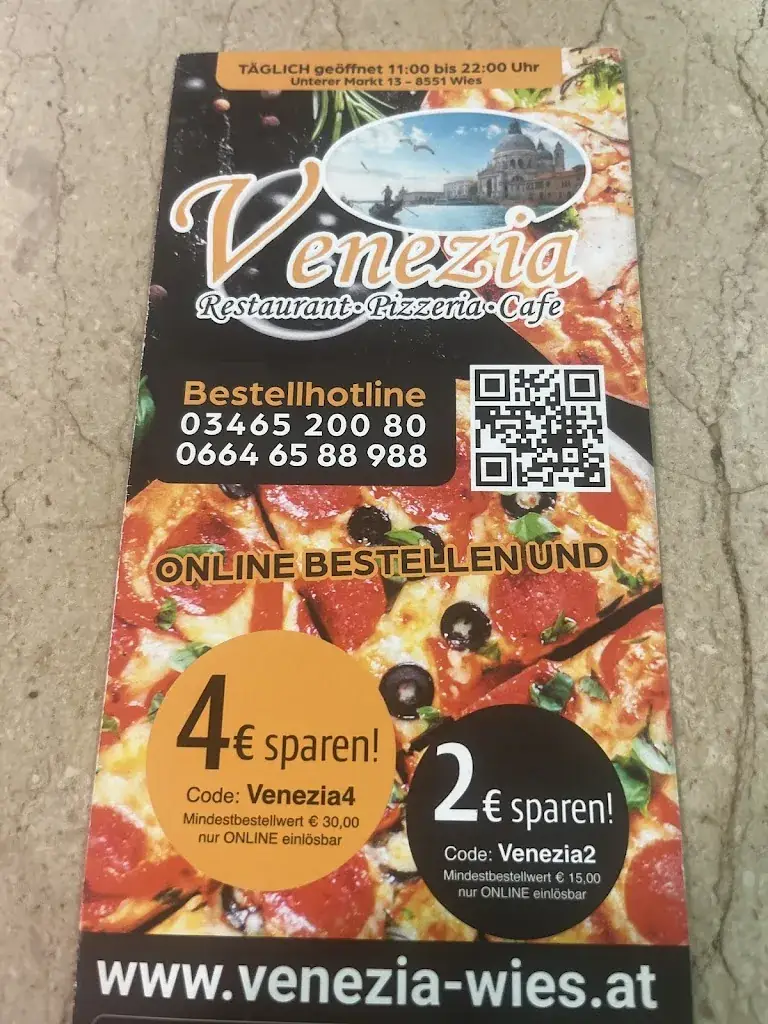 TÄGLICH geöffnet 11:00 bis 22:00 Uhr
Unterer Markt 13 - 8551 Wies
Venezia
Restaurant • Pizzeria • Cafe
Bestellhotline
03465 200 80
0664 65 88 988
ONLINE BESTELLEN UND
4€ sparen!
Code: Venezia4
Mindestbestellwert € 30,00
nur ONLINE einlösbar
2€ sparen!
Code: Venezia2
Mindestbestellwert € 15,00
nur ONLINE einlösbar
www.venezia-wies.at